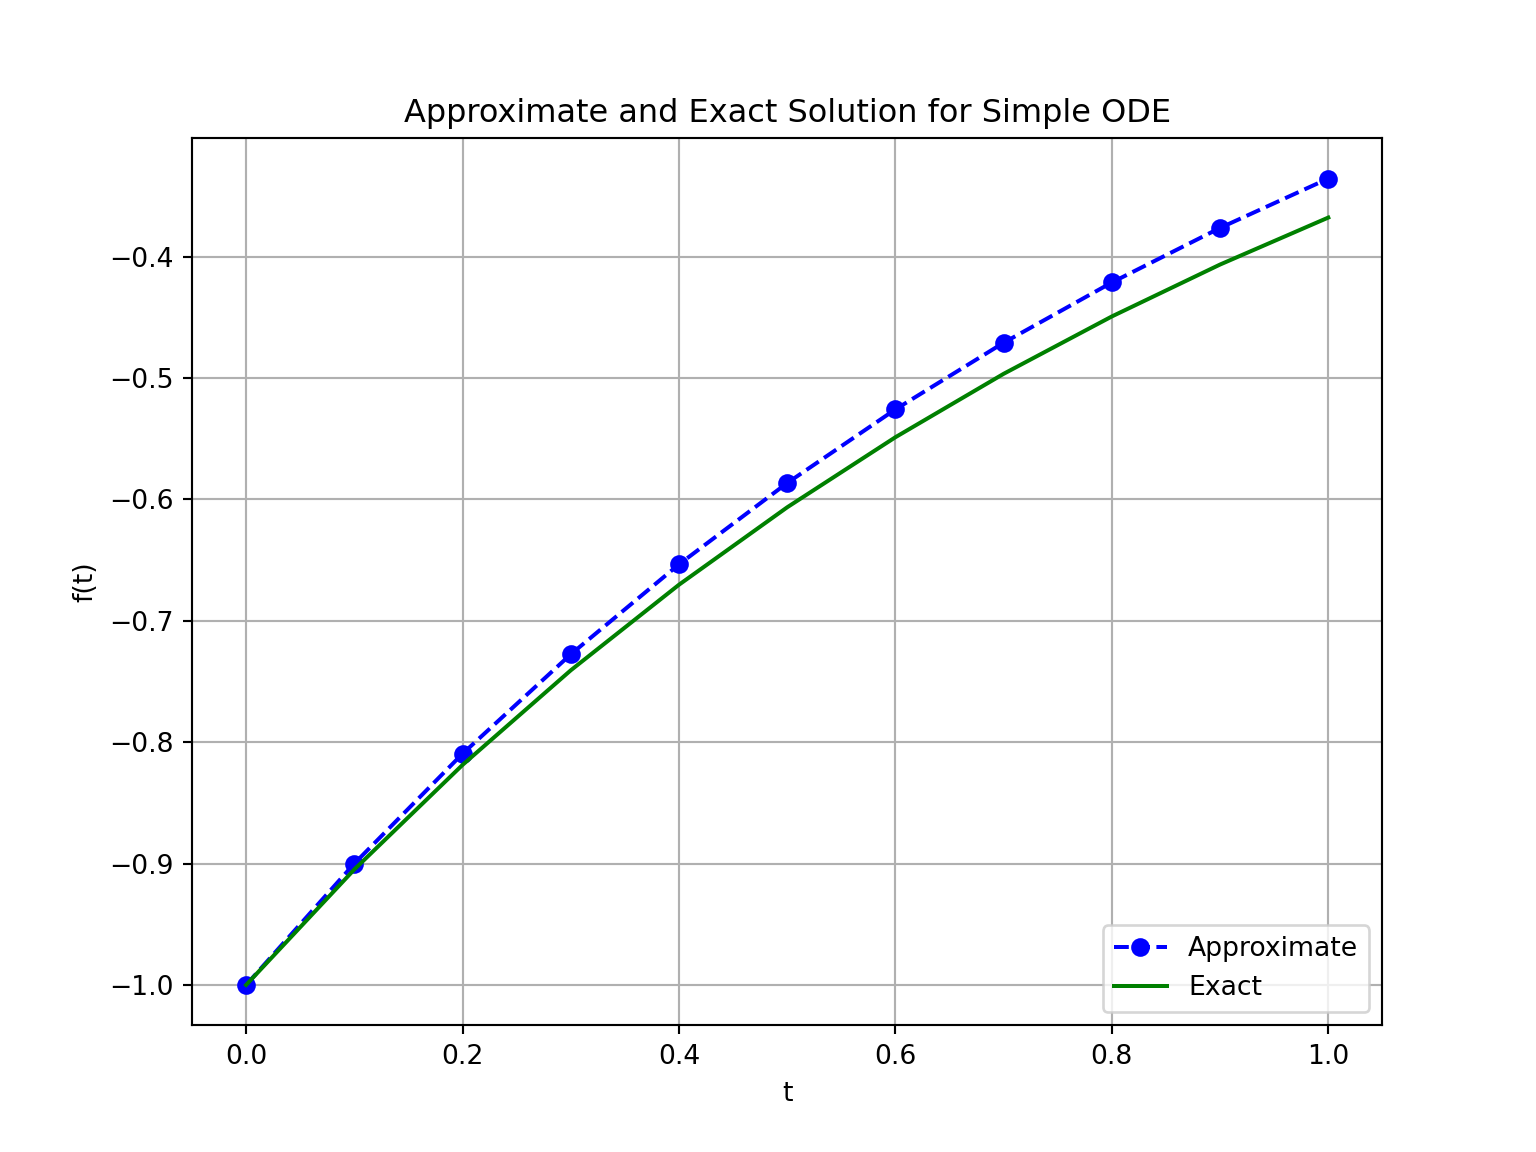 Approximate and Exact Solution for Simple ODE
−0.4
−0.5
−0.6
−0.7
−0.8
−0.9
−1.0
f(t)
Approximate
Exact
0.0 0.2 0.4 0.6 0.8 1.0
t